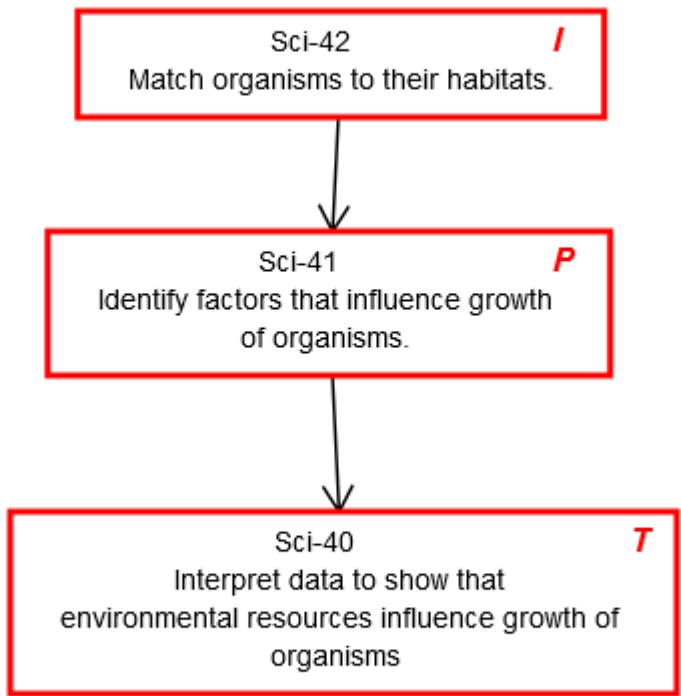 Sci-42 I
Match organisms to their habitats.
Sci-41 P
Identify factors that influence growth
of organisms.
Sci-40 T
Interpret data to show that
environmental resources influence growth of
organisms